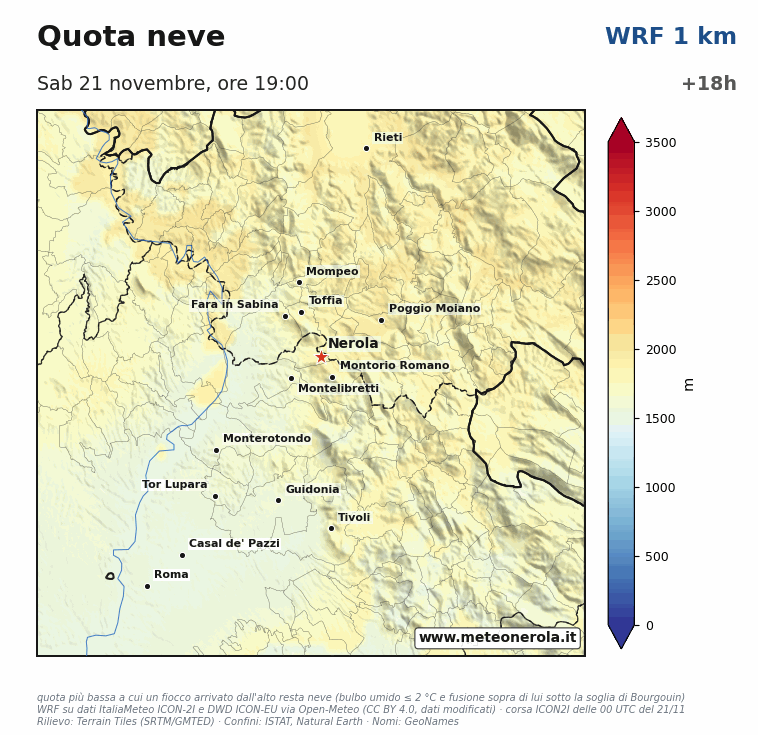 Quota neve
WRF 1 km
Sab 21 novembre, ore 19:00
+18h
Rieti
3500
3000
Mompeo
Toffia
Fara in Sabina
Poggio Moiano
2500
Nerola
2000
Montorio Romano
Montelibretti
m
1500
Monterotondo
Tor Lupara
Guidonia
1000
Tivoli
Casal de' Pazzi
500
Roma
0
www.meteonerola.it
quota più bassa a cui un fiocco arrivato dall'alto resta neve (bulbo umido ≤ 2 °C e fusione sopra di lui sotto la soglia di Bourgouin)
WRF su dati ItaliaMeteo ICON-2I e DWD ICON-EU via Open-Meteo (CC BY 4.0, dati modificati) · corsa ICON2I delle 00 UTC del 21/11
Rilievo: Terrain Tiles (SRTM/GMTED) · Confini: ISTAT, Natural Earth · Nomi: GeoNames